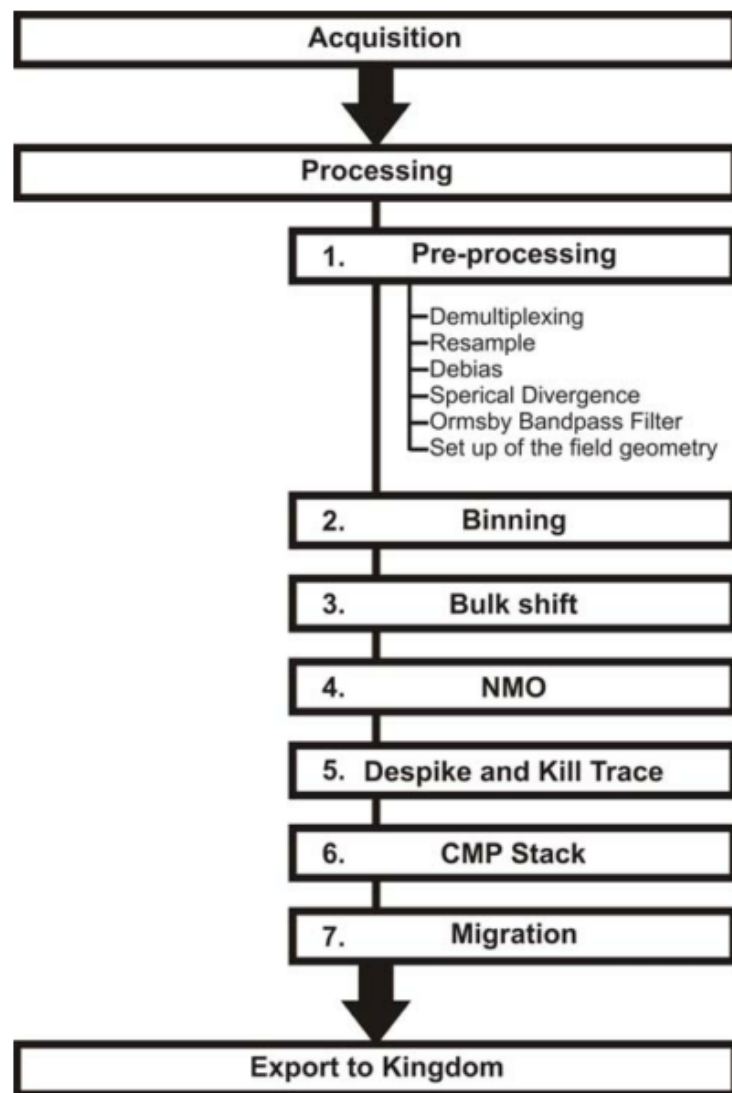 Acquisition
Processing
1. Pre-processing
Demultiplexing
Resample
Debias
Sperical Divergence
Ormsby Bandpass Filter
Set up of the field geometry
2. Binning
3. Bulk shift
4. NMO
5. Despike and Kill Trace
6. CMP Stack
7. Migration
Export to Kingdom